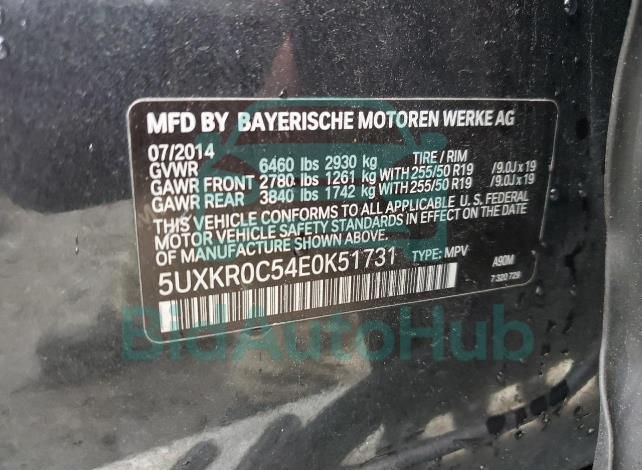 MFD BY BAYERISCHE MOTOREN WERKE AG
07/2014
GVWR 6460 lbs 2930 kg TIRE / RIM
GAWR FRONT 2780 lbs 1261 kg WITH 255/50 R19 /9.0J x 19
GAWR REAR 3840 lbs 1742 kg WITH 255/50 R19 /9.0J x 19
THIS VEHICLE CONFORMS TO ALL APPLICABLE U. S. FEDERAL
MOTOR VEHICLE SAFETY STANDARDS IN EFFECT ON THE DATE
OF MANUFACTURE SHOWN ABOVE.
5UXKR0C54E0K51731 TYPE: MPV A90M
7 320 729
BidAutoHub